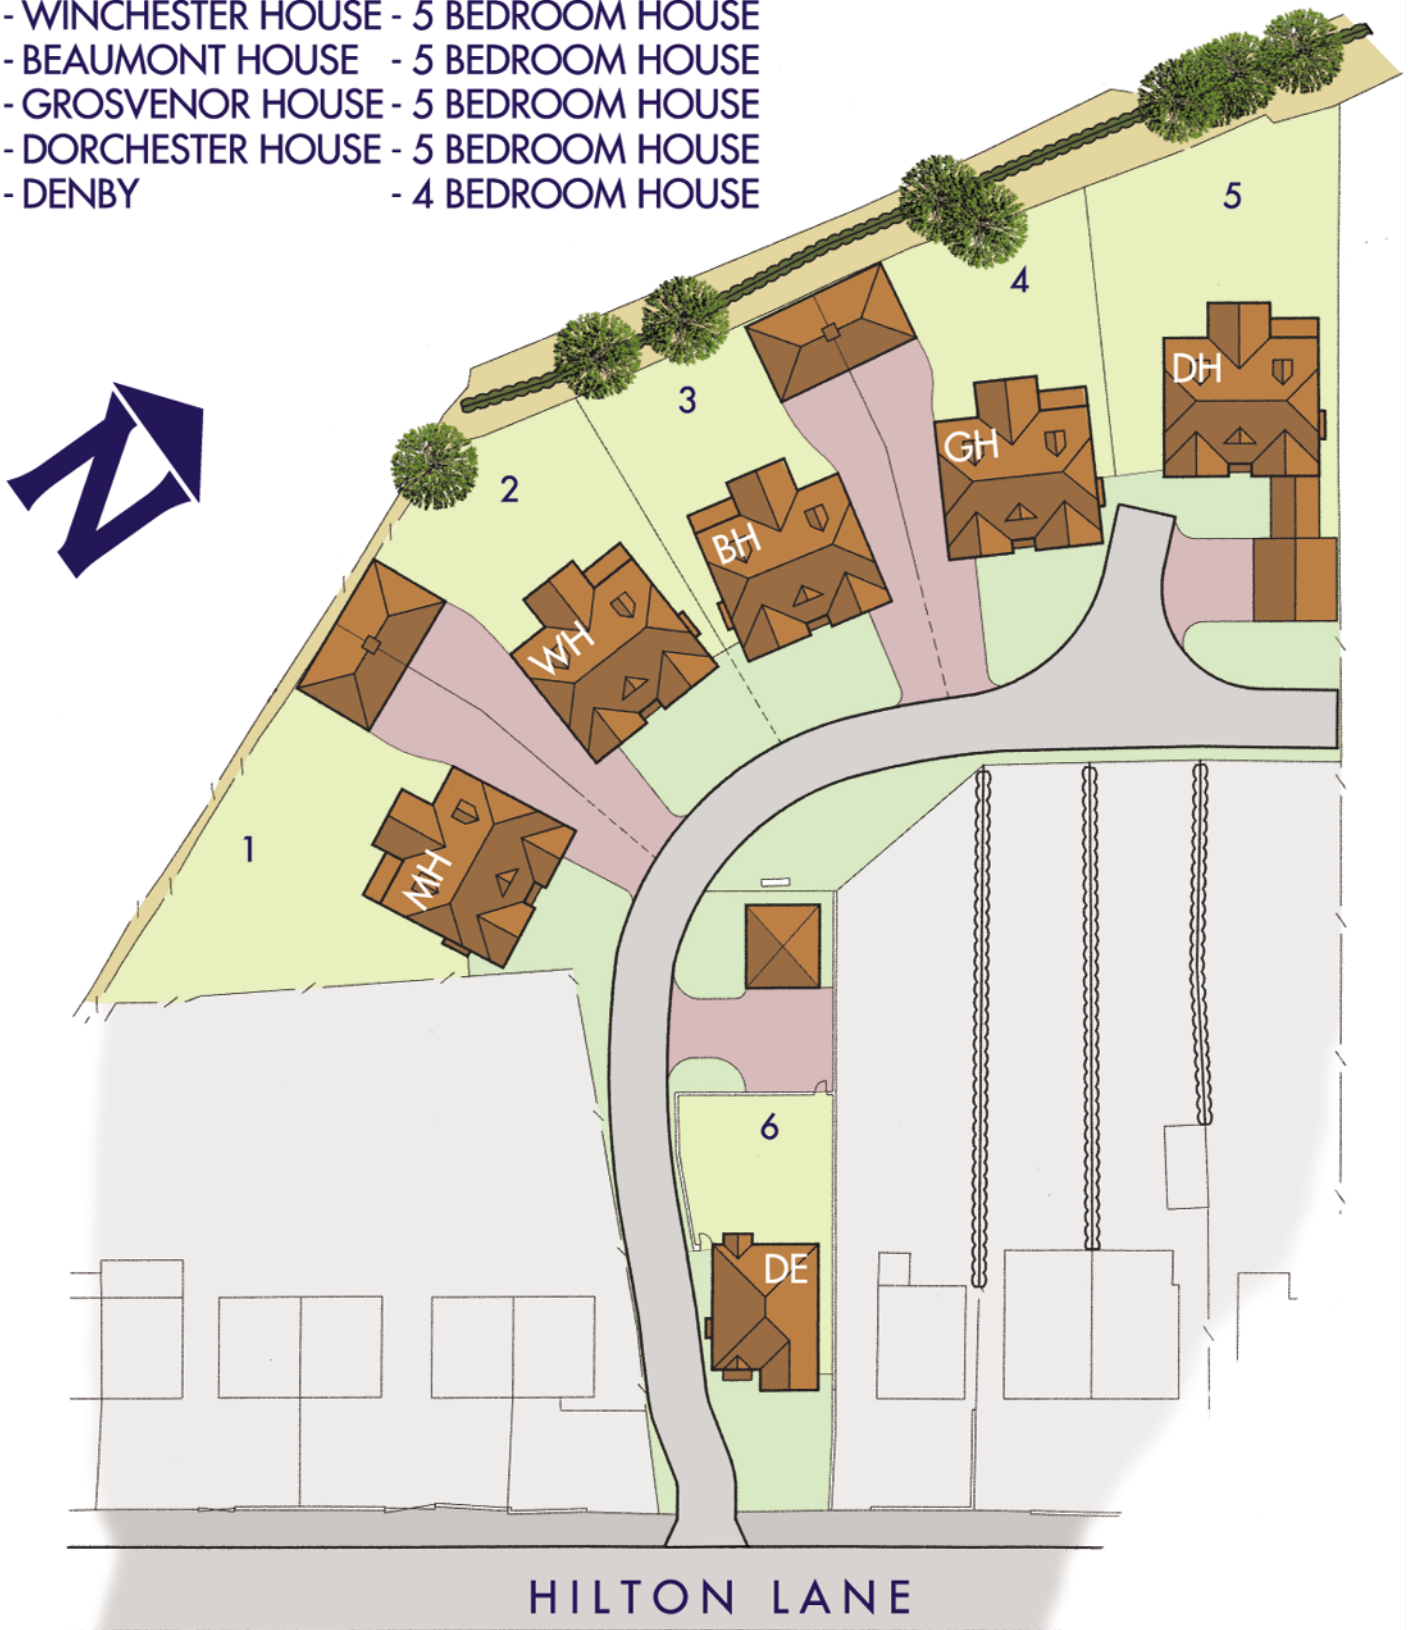 - WINCHESTER HOUSE - 5 BEDROOM HOUSE
- BEAUMONT HOUSE - 5 BEDROOM HOUSE
- GROSVENOR HOUSE - 5 BEDROOM HOUSE
- DORCHESTER HOUSE - 5 BEDROOM HOUSE
- DENBY - 4 BEDROOM HOUSE
5
4
DH
3
GH
N
2
BH
WH
1
MH
6
DE
HILTON LANE